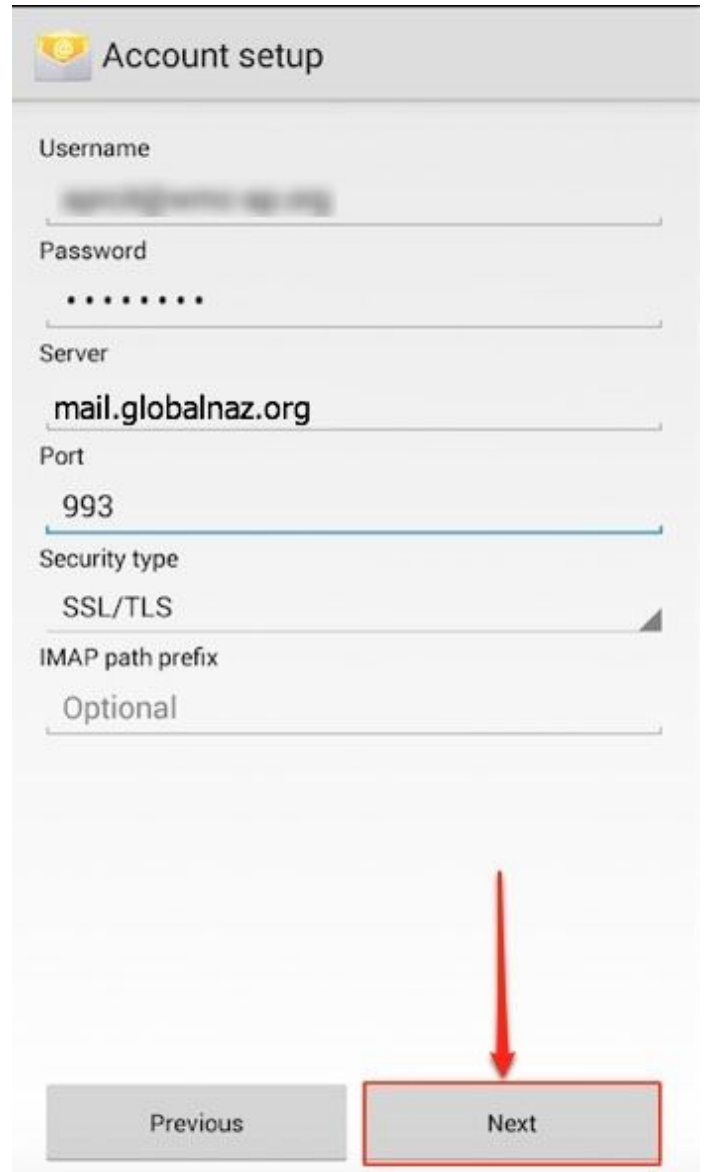 Account setup
Username
Password
Server
mail.globalnaz.org
Port
993
Security type
SSL/TLS
IMAP path prefix
Optional
Previous
Next